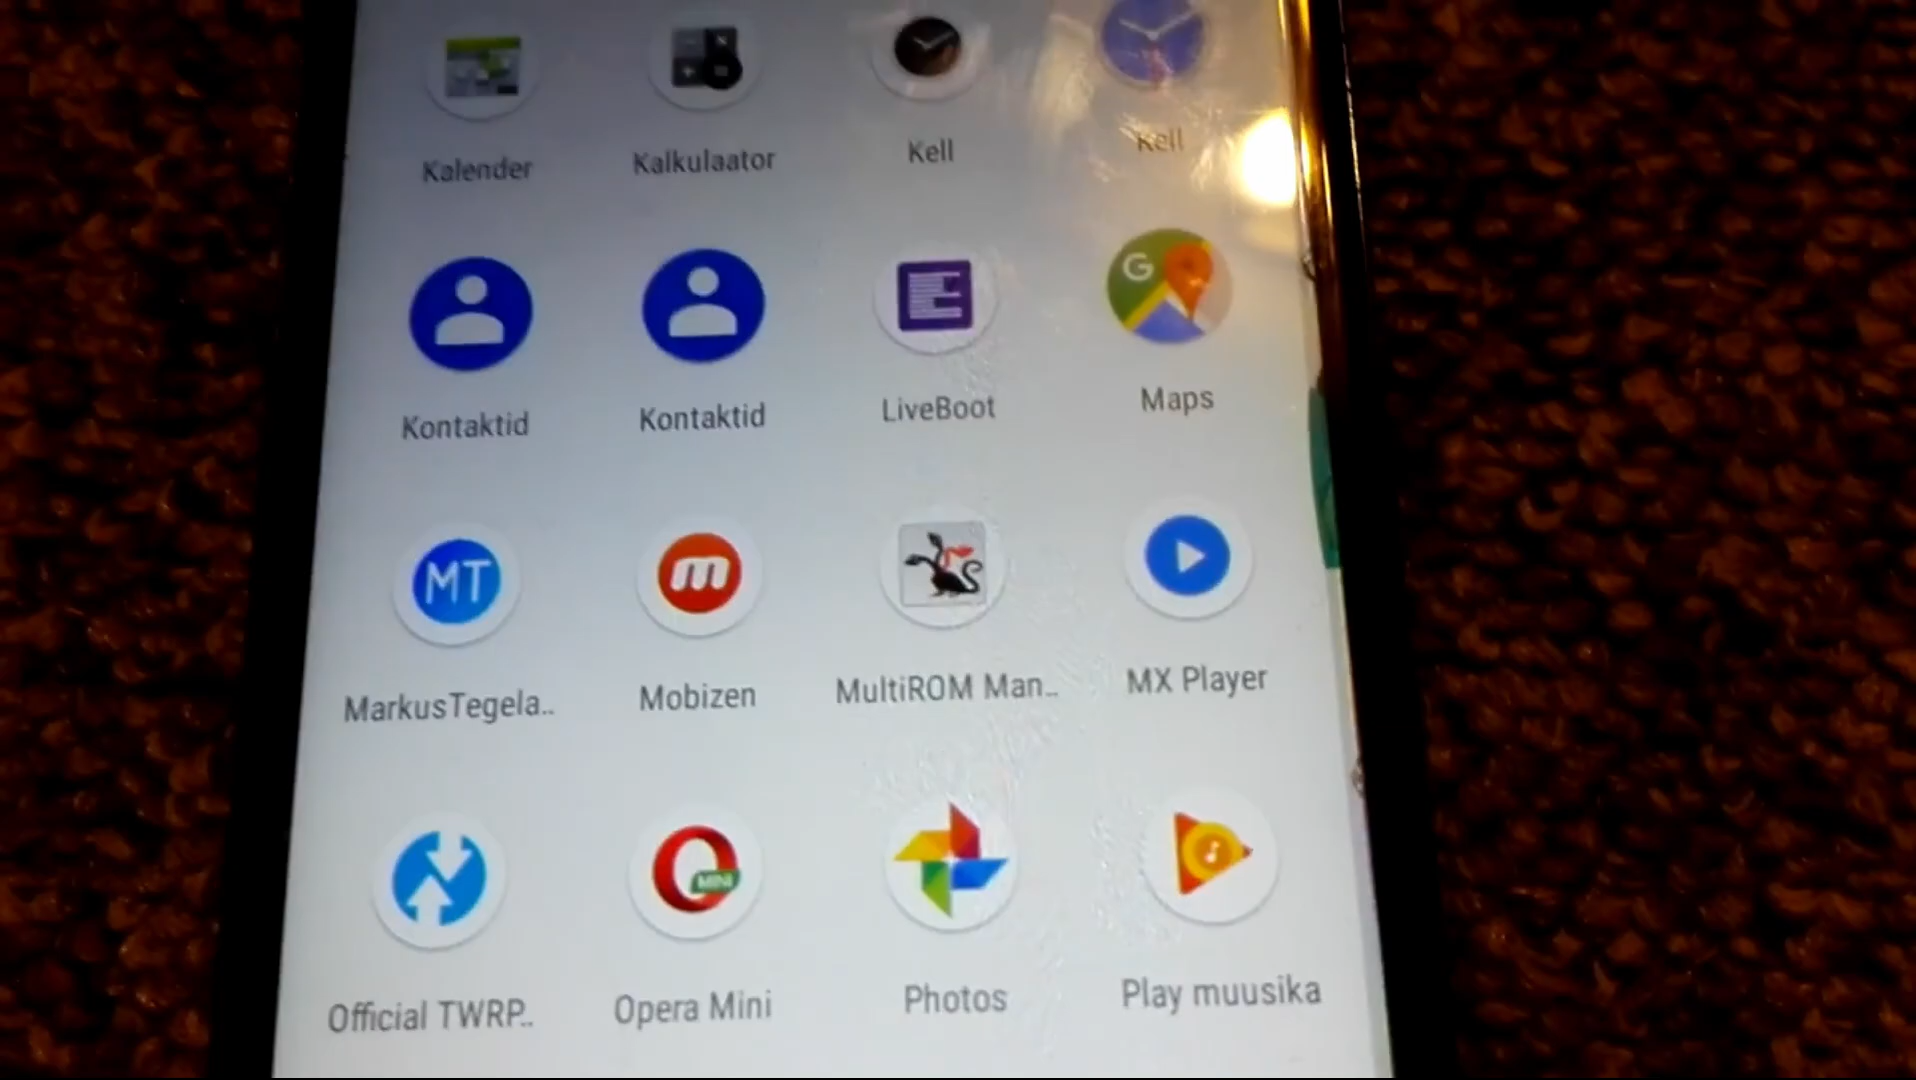 Kalender
Kalkulaator
Kell
Kell
G
Kontaktid
Kontaktid
LiveBoot
Maps
MT
m
MarkusTegela..
Mobizen
MultiROM Man..
MX Player
MINI
Official TWRP..
Opera Mini
Photos
Play muusika